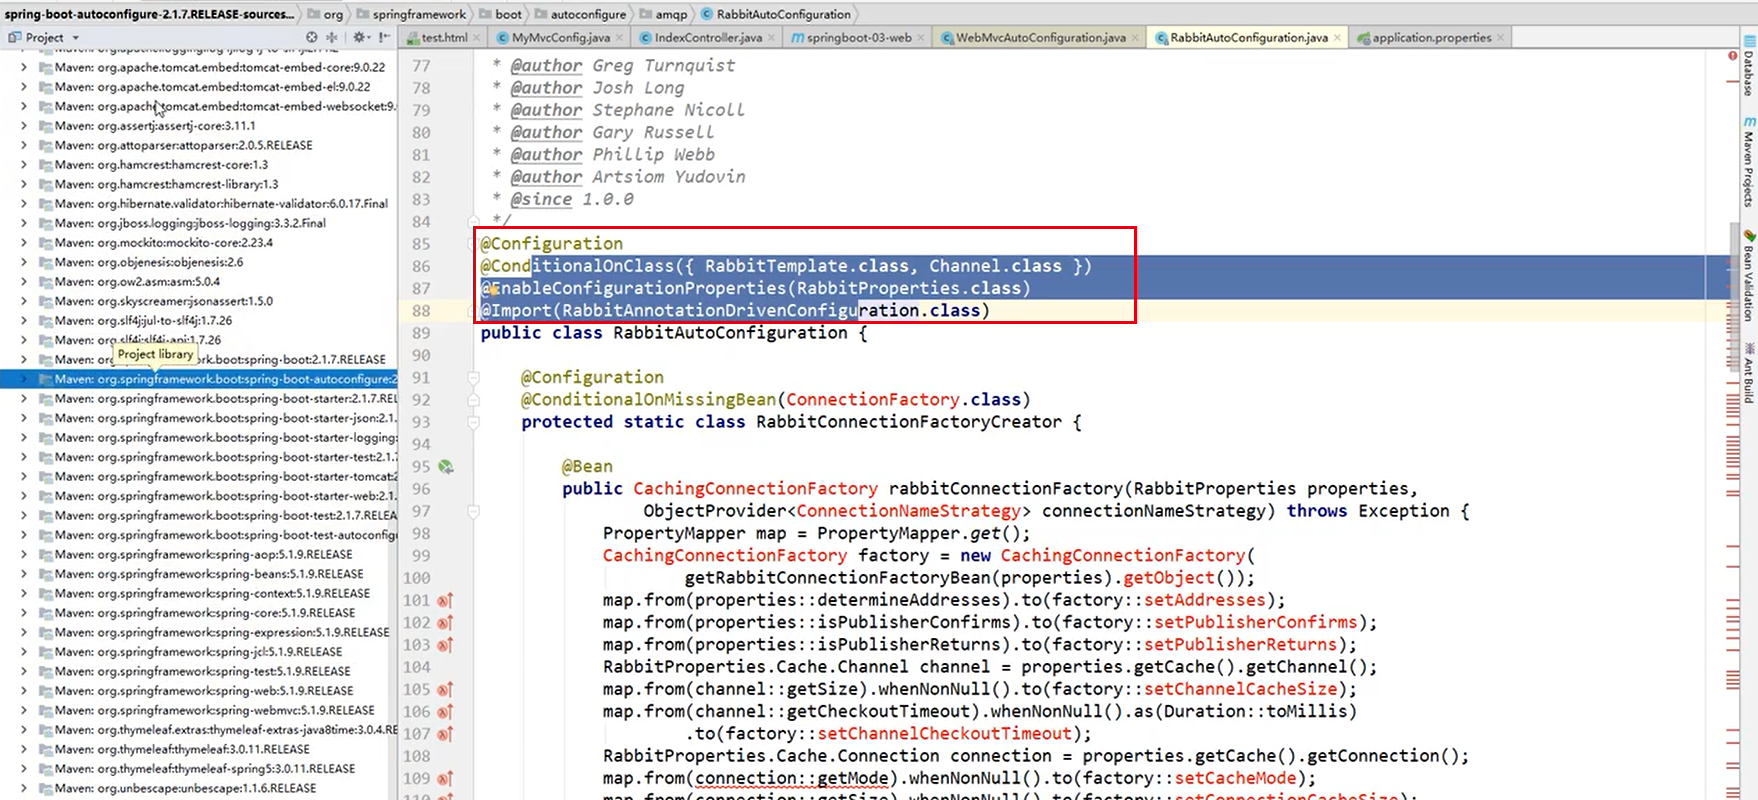 spring-boot-autoconfigure-2.1.7.RELEASE-sources... org springframework boot autoconfigure amqp RabbitAutoConfiguration
Project
test.html MyMvcConfig.java IndexController.java springboot-03-web WebMvcAutoConfiguration.java RabbitAutoConfiguration.java application.properties
Maven: org.apache.tomcat.embed:tomcat-embed-core:9.0.22
Maven: org.apache.tomcat.embed:tomcat-embed-el:9.0.22
Maven: org.apache.tomcat.embed:tomcat-embed-websocket:9.
Maven: org.assertj:assertj-core:3.11.1
Maven: org.attoparser:attoparser:2.0.5.RELEASE
Maven: org.hamcrest:hamcrest-core:1.3
Maven: org.hamcrest:hamcrest-library:1.3
Maven: org.hibernate.validator:hibernate-validator:6.0.17.Final
Maven: org.jboss.logging:jboss-logging:3.3.2.Final
Maven: org.mockito:mockito-core:2.23.4
Maven: org.objenesis:objenesis:2.6
Maven: org.ow2.asm:asm:5.0.4
Maven: org.skyscreamer:jsonassert:1.5.0
Maven: org.slf4j:jul-to-slf4j:1.7.26
Maven: org.slf4j:slf4j-api:1.7.26
Project library
Maven: org.springframework.boot:spring-boot:2.1.7.RELEASE
Maven: org.springframework.boot:spring-boot-autoconfigure:2
Maven: org.springframework.boot:spring-boot-starter:2.1.7.REL
Maven: org.springframework.boot:spring-boot-starter-json:2.1.
Maven: org.springframework.boot:spring-boot-starter-logging:
Maven: org.springframework.boot:spring-boot-starter-test:2.1.7
Maven: org.springframework.boot:spring-boot-starter-tomcat:2
Maven: org.springframework.boot:spring-boot-starter-web:2.1.
Maven: org.springframework.boot:spring-boot-test:2.1.7.RELEA
Maven: org.springframework.boot:spring-boot-test-autoconfigu
Maven: org.springframework:spring-aop:5.1.9.RELEASE
Maven: org.springframework:spring-beans:5.1.9.RELEASE
Maven: org.springframework:spring-context:5.1.9.RELEASE
Maven: org.springframework:spring-core:5.1.9.RELEASE
Maven: org.springframework:spring-expression:5.1.9.RELEASE
Maven: org.springframework:spring-jcl:5.1.9.RELEASE
Maven: org.springframework:spring-test:5.1.9.RELEASE
Maven: org.springframework:spring-web:5.1.9.RELEASE
Maven: org.springframework:spring-webmvc:5.1.9.RELEASE
Maven: org.thymeleaf.extras:thymeleaf-extras-java8time:3.0.4.RE
Maven: org.thymeleaf:thymeleaf:3.0.11.RELEASE
Maven: org.thymeleaf:thymeleaf-spring5:3.0.11.RELEASE
Maven: org.unbescape:unbescape:1.1.6.RELEASE
77 * @author Greg Turnquist
78 * @author Josh Long
79 * @author Stephane Nicoll
80 * @author Gary Russell
81 * @author Phillip Webb
82 * @author Artsiom Yudovin
83 * @since 1.0.0
84 */
85 @Configuration
86 @ConditionalOnClass({ RabbitTemplate.class, Channel.class })
87 @EnableConfigurationProperties(RabbitProperties.class)
88 @Import(RabbitAnnotationDrivenConfiguration.class)
89 public class RabbitAutoConfiguration {
90
91 @Configuration
92 @ConditionalOnMissingBean(ConnectionFactory.class)
93 protected static class RabbitConnectionFactoryCreator {
94
95 @Bean
96 public CachingConnectionFactory rabbitConnectionFactory(RabbitProperties properties,
97 ObjectProvider<ConnectionNameStrategy> connectionNameStrategy) throws Exception {
98 PropertyMapper map = PropertyMapper.get();
99 CachingConnectionFactory factory = new CachingConnectionFactory(
100 getRabbitConnectionFactoryBean(properties).getObject());
101 map.from(properties::determineAddresses).to(factory::setAddresses);
102 map.from(properties::isPublisherConfirms).to(factory::setPublisherConfirms);
103 map.from(properties::isPublisherReturns).to(factory::setPublisherReturns);
104 RabbitProperties.Cache.Channel channel = properties.getCache().getChannel();
105 map.from(channel::getSize).whenNonNull().to(factory::setChannelCacheSize);
106 map.from(channel::getCheckoutTimeout).whenNonNull().as(Duration::toMillis)
107 .to(factory::setChannelCheckoutTimeout);
108 RabbitProperties.Cache.Connection connection = properties.getCache().getConnection();
109 map.from(connection::getMode).whenNonNull().to(factory::setCacheMode);
110 map.from(connection::getSize).whenNonNull().to(factory::setConnectionCacheSize);
Database
Maven Projects
Bean Validation
Ant Build